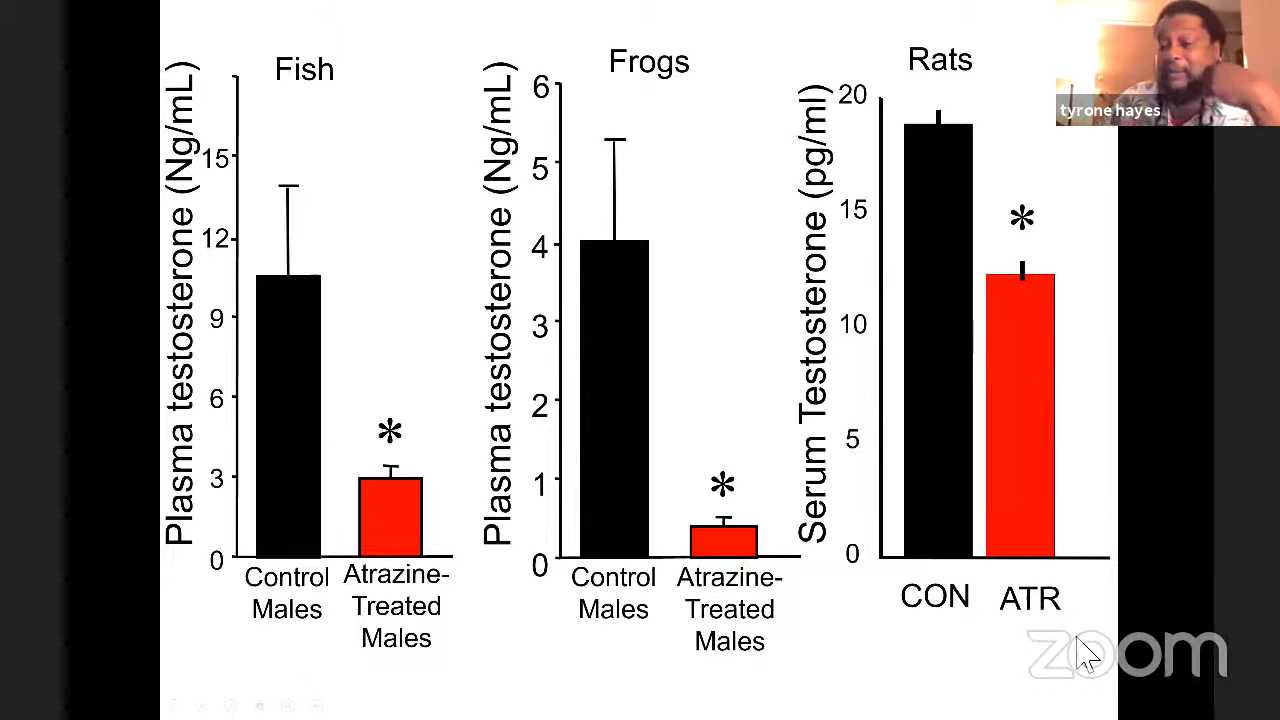 Fish
Plasma testosterone (Ng/mL)
15
12
9
6
3
0
*
Control
Males
Atrazine-
Treated
Males
Frogs
Plasma testosterone (Ng/mL)
6
5
4
3
2
1
0
*
Control
Males
Atrazine-
Treated
Males
Rats
Serum Testosterone (pg/ml)
20
15
10
5
0
*
CON
ATR
tyrone hayes
zoom